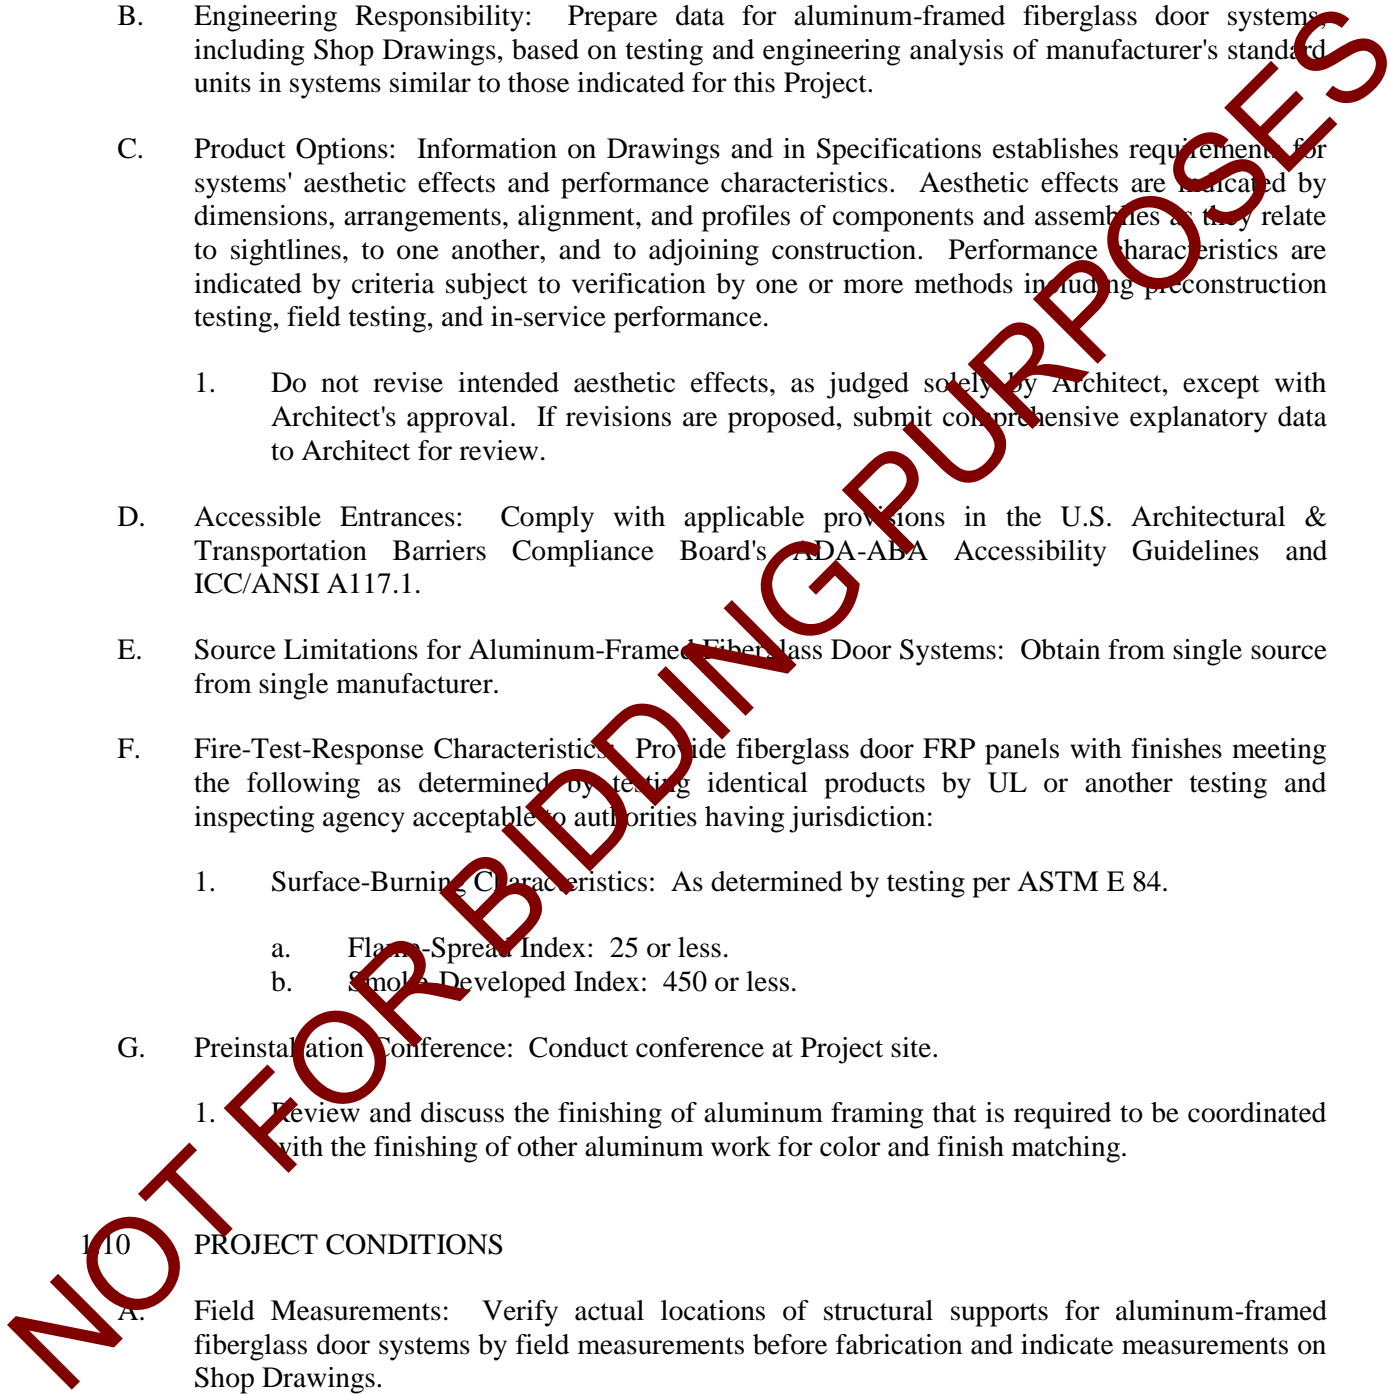 B. Engineering Responsibility: Prepare data for aluminum-framed fiberglass door systems,
including Shop Drawings, based on testing and engineering analysis of manufacturer's standard
units in systems similar to those indicated for this Project.
C. Product Options: Information on Drawings and in Specifications establishes requirements for
systems' aesthetic effects and performance characteristics. Aesthetic effects are indicated by
dimensions, arrangements, alignment, and profiles of components and assemblies as they relate
to sightlines, to one another, and to adjoining construction. Performance characteristics are
indicated by criteria subject to verification by one or more methods including preconstruction
testing, field testing, and in-service performance.
1. Do not revise intended aesthetic effects, as judged solely by Architect, except with
Architect's approval. If revisions are proposed, submit comprehensive explanatory data
to Architect for review.
D. Accessible Entrances: Comply with applicable provisions in the U.S. Architectural &
Transportation Barriers Compliance Board's ADA-ABA Accessibility Guidelines and
ICC/ANSI A117.1.
E. Source Limitations for Aluminum-Framed Fiberglass Door Systems: Obtain from single source
from single manufacturer.
F. Fire-Test-Response Characteristics: Provide fiberglass door FRP panels with finishes meeting
the following as determined by testing identical products by UL or another testing and
inspecting agency acceptable to authorities having jurisdiction:
1. Surface-Burning Characteristics: As determined by testing per ASTM E 84.
a. Flame-Spread Index: 25 or less.
b. Smoke-Developed Index: 450 or less.
G. Preinstallation Conference: Conduct conference at Project site.
1. Review and discuss the finishing of aluminum framing that is required to be coordinated
with the finishing of other aluminum work for color and finish matching.
1.10 PROJECT CONDITIONS
A. Field Measurements: Verify actual locations of structural supports for aluminum-framed
fiberglass door systems by field measurements before fabrication and indicate measurements on
Shop Drawings.
NOT FOR BIDDING PURPOSES